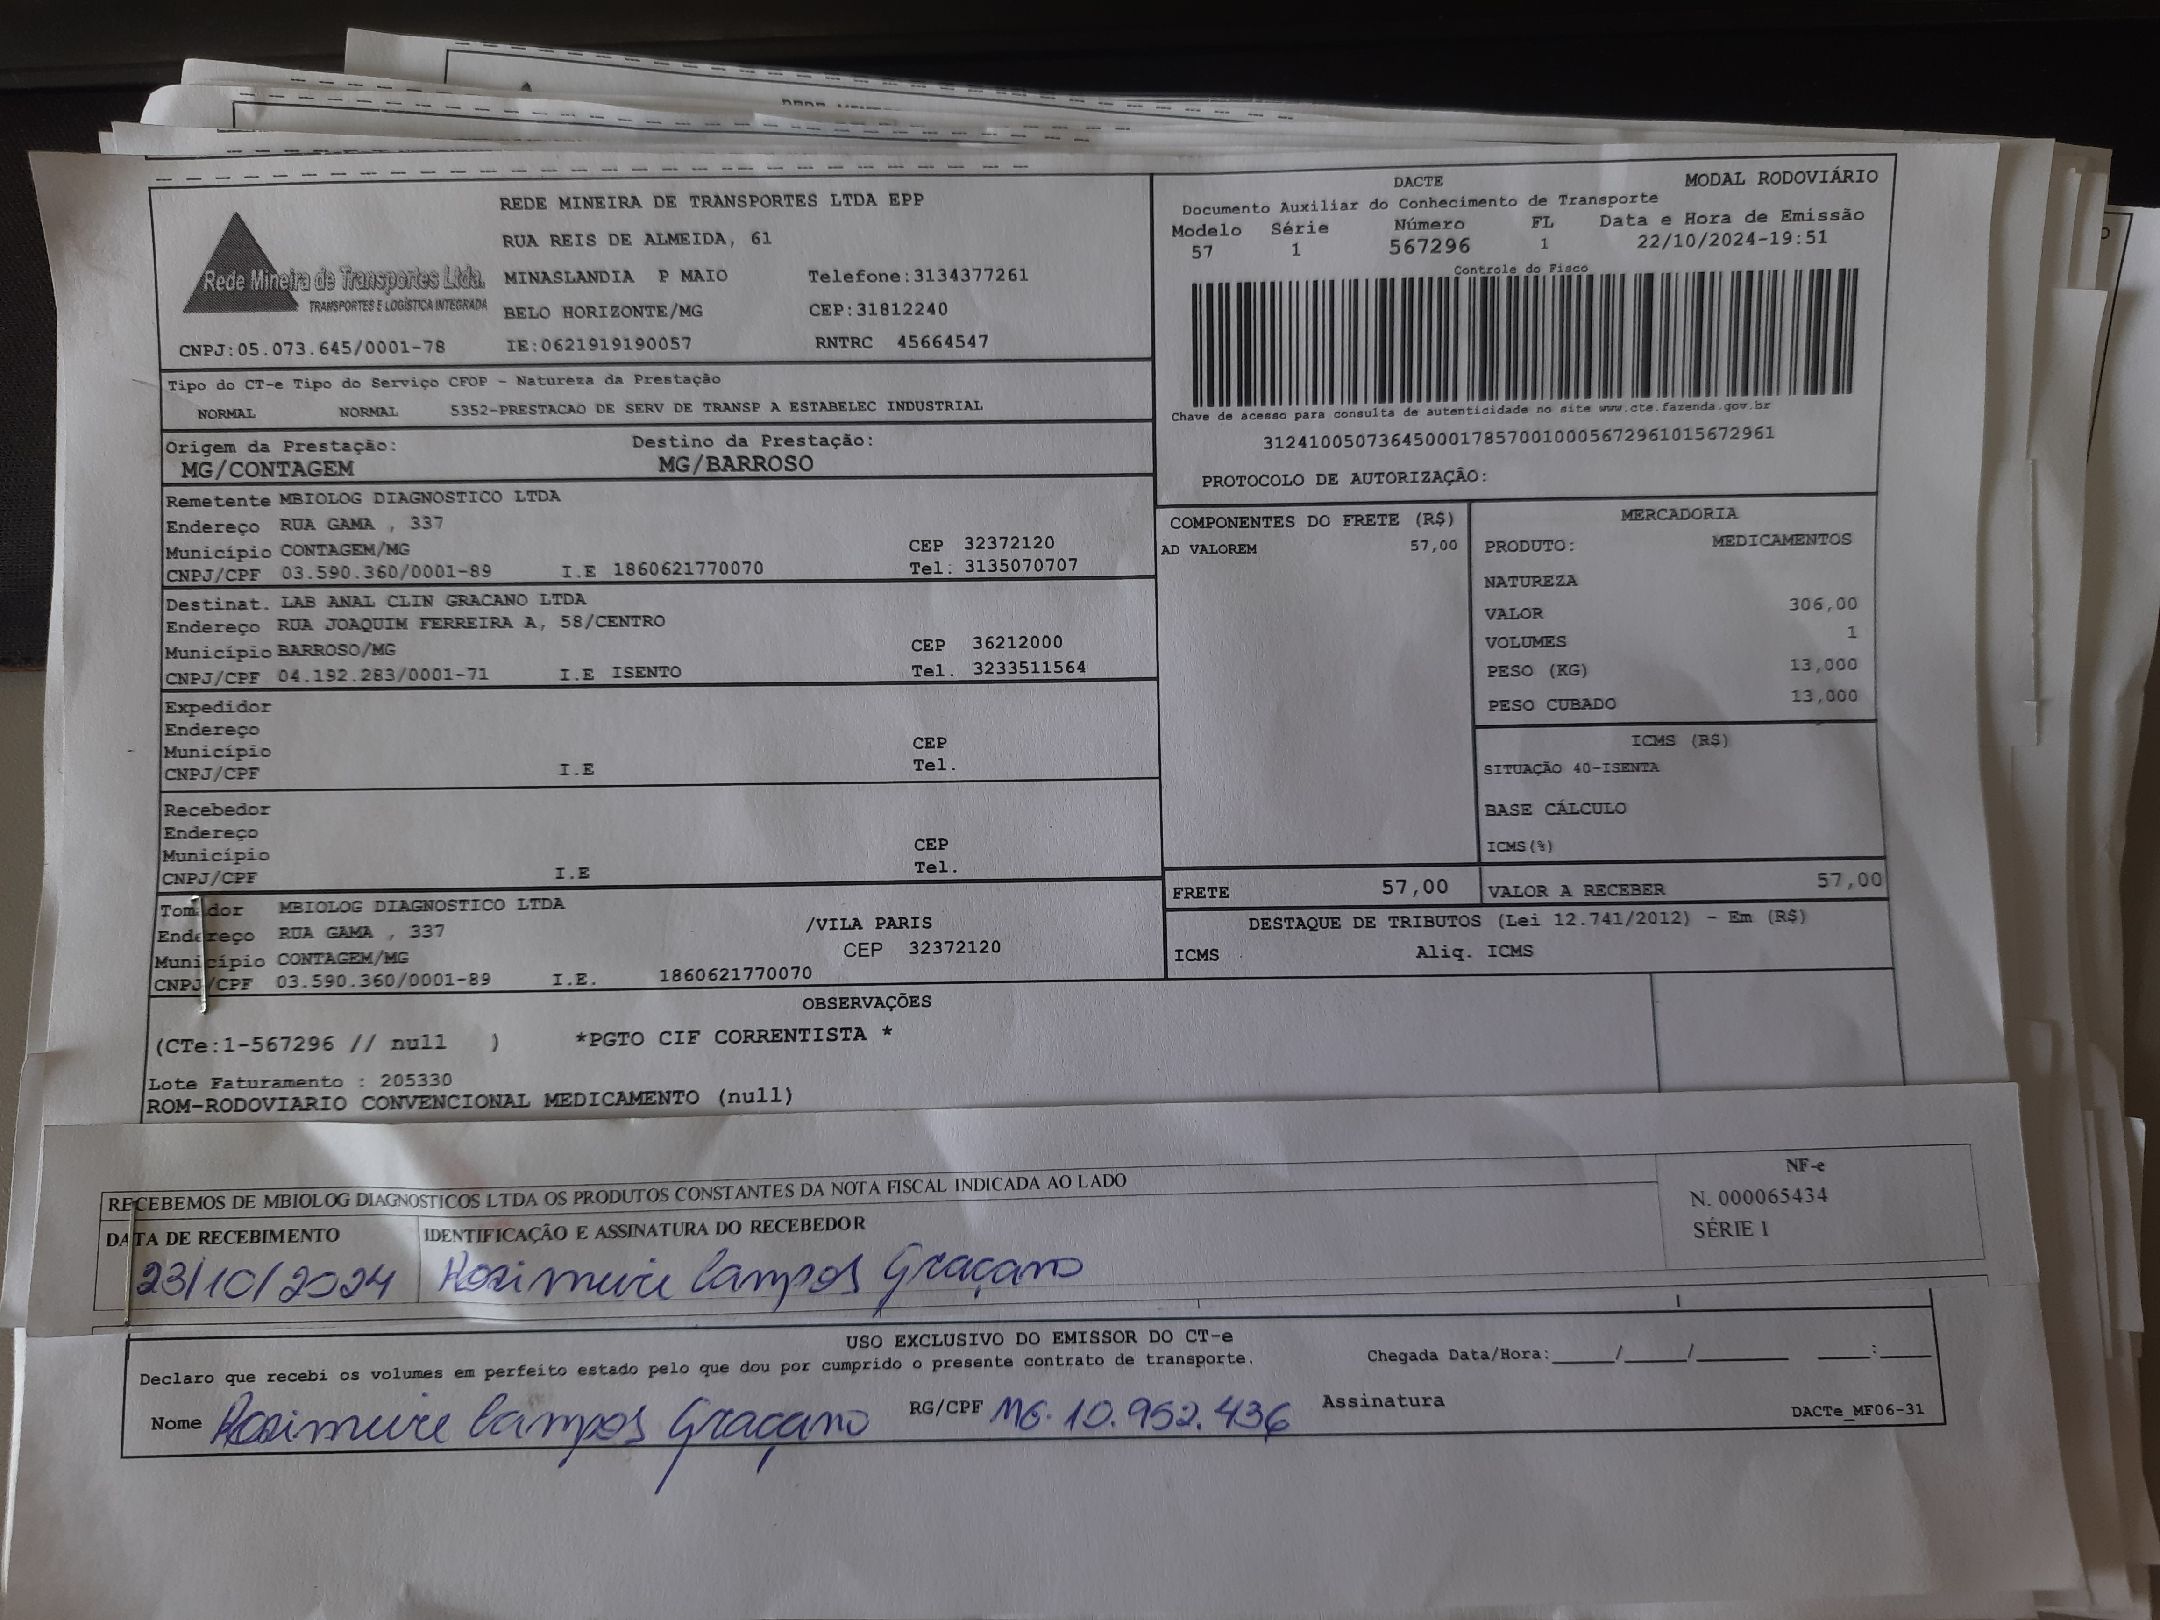 REDE MINEIRA DE TRANSPORTES LTDA EPP
RUA REIS DE ALMEIDA, 61
MINASLANDIA P MAIO Telefone:3134377261
BELO HORIZONTE/MG CEP:31812240
CNPJ:05.073.645/0001-78 IE:0621919190057 RNTRC 45664547
Rede Mineira de Transportes Ltda.
TRANSPORTES E LOGÍSTICA INTEGRADA
DACTE MODAL RODOVIÁRIO
Documento Auxiliar do Conhecimento de Transporte
Modelo Série Número FL Data e Hora de Emissão
57 1 567296 1 22/10/2024-19:51
Controle do Fisco
Chave de acesso para consulta de autenticidade no site www.cte.fazenda.gov.br
31241005073645000178570010005672961015672961
PROTOCOLO DE AUTORIZAÇÃO:
Tipo do CT-e Tipo do Serviço CFOP - Natureza da Prestação
NORMAL NORMAL 5352-PRESTACAO DE SERV DE TRANSP A ESTABELEC INDUSTRIAL
Origem da Prestação: Destino da Prestação:
MG/CONTAGEM MG/BARROSO
Remetente MBIOLOG DIAGNOSTICO LTDA
Endereço RUA GAMA , 337
Município CONTAGEM/MG CEP 32372120
CNPJ/CPF 03.590.360/0001-89 I.E 1860621770070 Tel. 3135070707
Destinat. LAB ANAL CLIN GRACANO LTDA
Endereço RUA JOAQUIM FERREIRA A, 58/CENTRO
Município BARROSO/MG CEP 36212000
CNPJ/CPF 04.192.283/0001-71 I.E ISENTO Tel. 3233511564
Expedidor
Endereço
Município CEP
CNPJ/CPF I.E Tel.
Recebedor
Endereço
Município CEP
CNPJ/CPF I.E Tel.
Tomador MBIOLOG DIAGNOSTICO LTDA
Endereço RUA GAMA , 337 /VILA PARIS
Município CONTAGEM/MG CEP 32372120
CNPJ/CPF 03.590.360/0001-89 I.E. 1860621770070
COMPONENTES DO FRETE (R$)
AD VALOREM 57,00
MERCADORIA
PRODUTO: MEDICAMENTOS
NATUREZA
VALOR 306,00
VOLUMES 1
PESO (KG) 13,000
PESO CUBADO 13,000
ICMS (R$)
SITUAÇÃO 40-ISENTA
BASE CÁLCULO
ICMS(%)
FRETE 57,00 VALOR A RECEBER 57,00
DESTAQUE DE TRIBUTOS (Lei 12.741/2012) - Em (R$)
ICMS Aliq. ICMS
OBSERVAÇÕES
(CTe:1-567296 // null ) *PGTO CIF CORRENTISTA *
Lote Faturamento : 205330
ROM-RODOVIARIO CONVENCIONAL MEDICAMENTO (null)
RECEBEMOS DE MBIOLOG DIAGNOSTICOS LTDA OS PRODUTOS CONSTANTES DA NOTA FISCAL INDICADA AO LADO
NF-e
N. 000065434
SÉRIE 1
DATA DE RECEBIMENTO IDENTIFICAÇÃO E ASSINATURA DO RECEBEDOR
23/10/2024 Rosimeire Campos Graçano
USO EXCLUSIVO DO EMISSOR DO CT-e
Declaro que recebi os volumes em perfeito estado pelo que dou por cumprido o presente contrato de transporte. Chegada Data/Hora:_____/_____/________ _____:_____
Nome Rosimeire Campos Graçano RG/CPF MG.10.952.436 Assinatura
DACTe_MF06-31